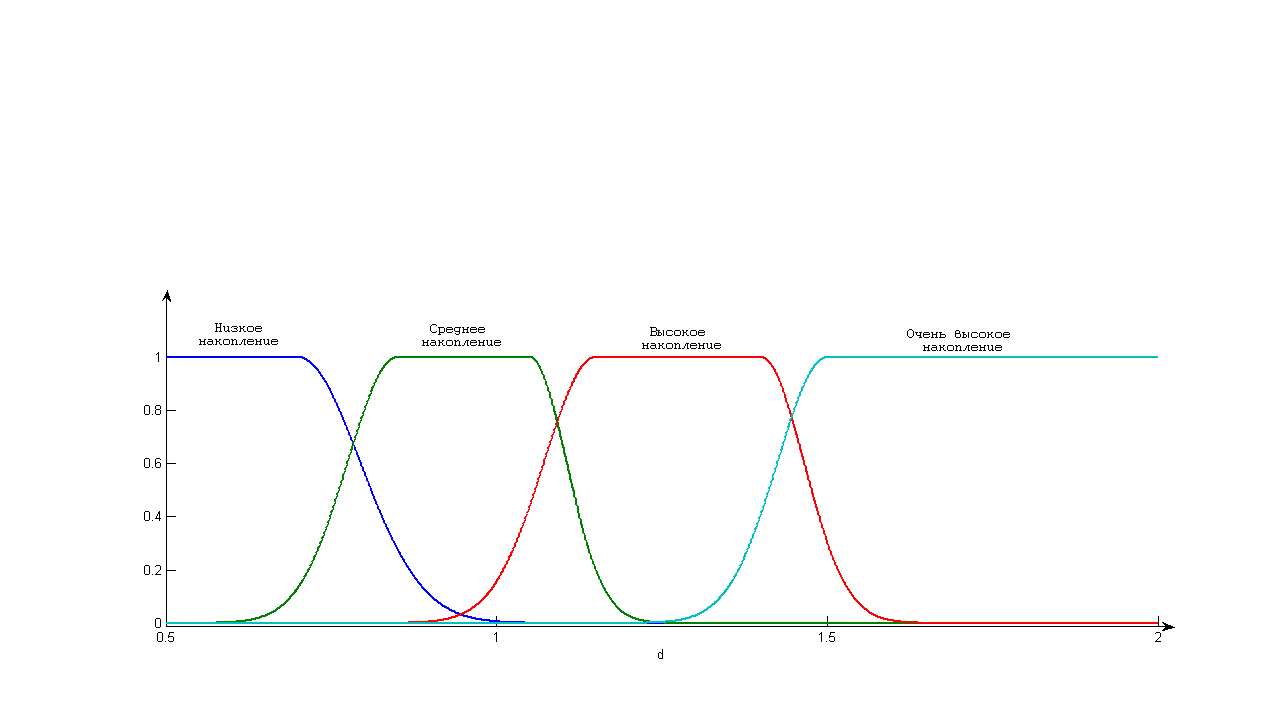 Низкое
накопление
Среднее
накопление
Высокое
накопление
Очень высокое
накопление
1
0.8
0.6
0.4
0.2
0
0.5
1
1.5
2
d